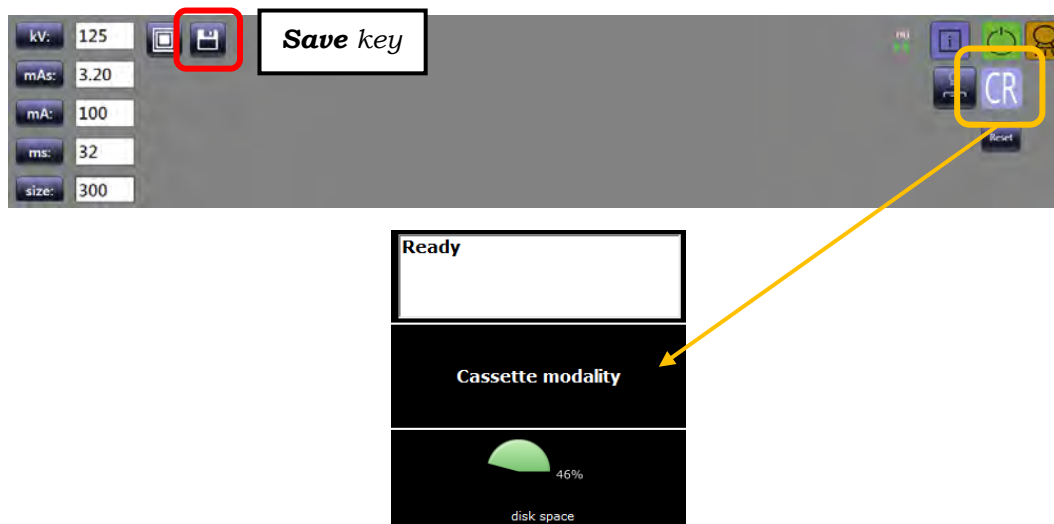 kV: 125
Save key
mAs: 3.20
CR
mA: 100
Reset
ms: 32
size: 300
Ready
Cassette modality
46%
disk space